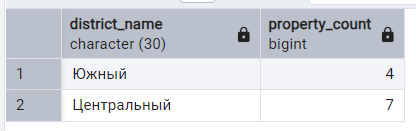 district_name property_count
character (30) bigint
1 Южный 4
2 Центральный 7